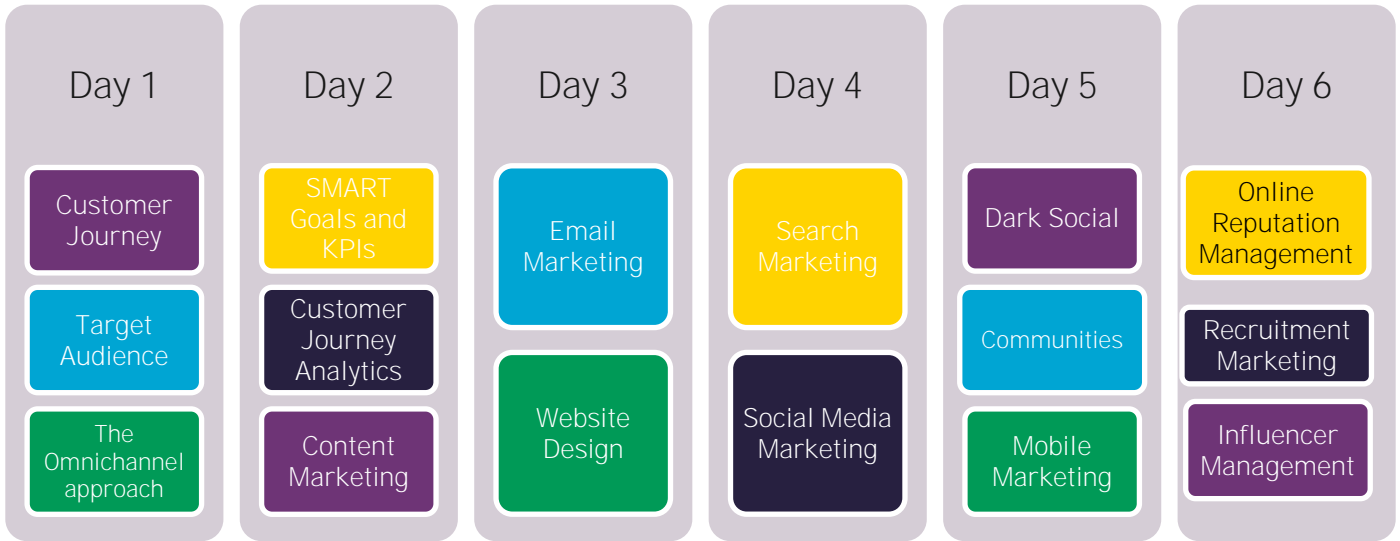 Day 1
Customer
Journey
Target
Audience
The
Omnichannel
approach
Day 2
SMART
Goals and
KPIs
Customer
Journey
Analytics
Content
Marketing
Day 3
Email
Marketing
Website
Design
Day 4
Search
Marketing
Social Media
Marketing
Day 5
Dark Social
Communities
Mobile
Marketing
Day 6
Online
Reputation
Management
Recruitment
Marketing
Influencer
Management